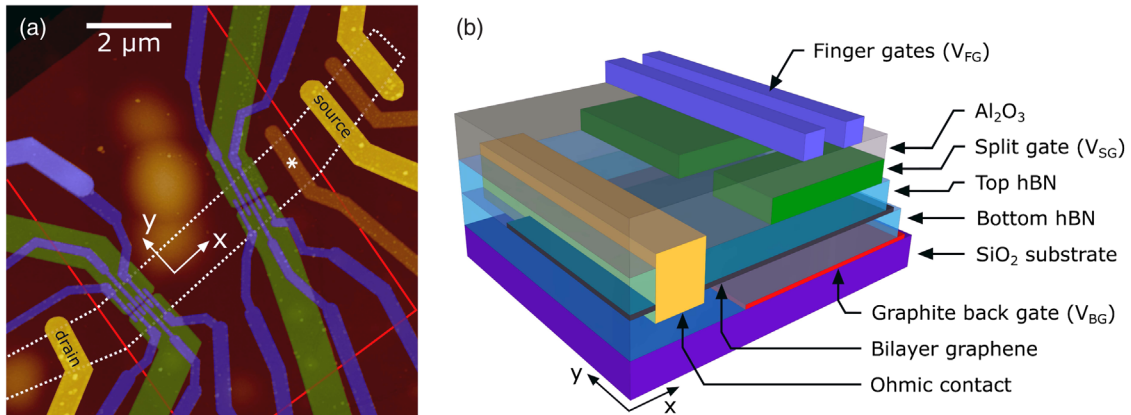 (a)
2 μm
source
*
y
x
drain
(b)
Finger gates (V_FG)
Al₂O₃
Split gate (V_SG)
Top hBN
Bottom hBN
SiO₂ substrate
Graphite back gate (V_BG)
Bilayer graphene
Ohmic contact
y
x